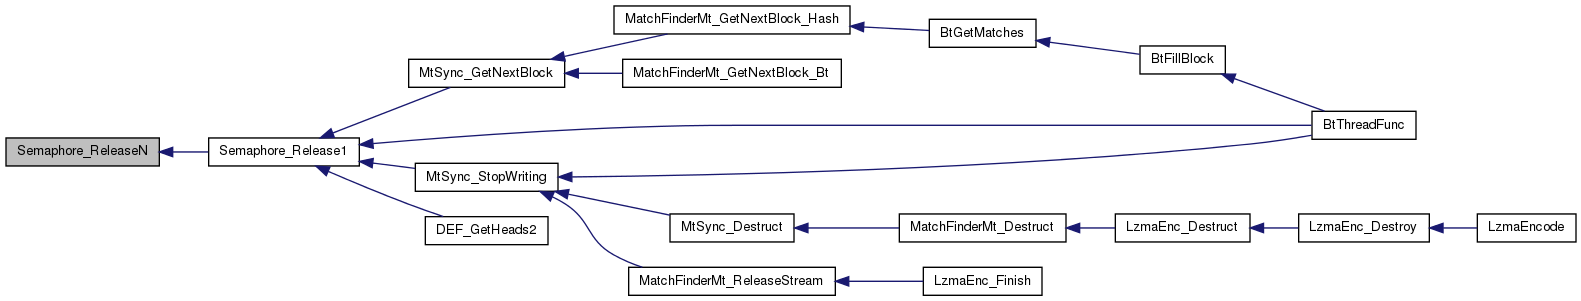 MatchFinderMt_GetNextBlock_Hash
BtGetMatches
BtFillBlock
MtSync_GetNextBlock
MatchFinderMt_GetNextBlock_Bt
BtThreadFunc
Semaphore_ReleaseN
Semaphore_Release1
MtSync_StopWriting
DEF_GetHeads2
MtSync_Destruct
MatchFinderMt_Destruct
LzmaEnc_Destruct
LzmaEnc_Destroy
LzmaEncode
MatchFinderMt_ReleaseStream
LzmaEnc_Finish